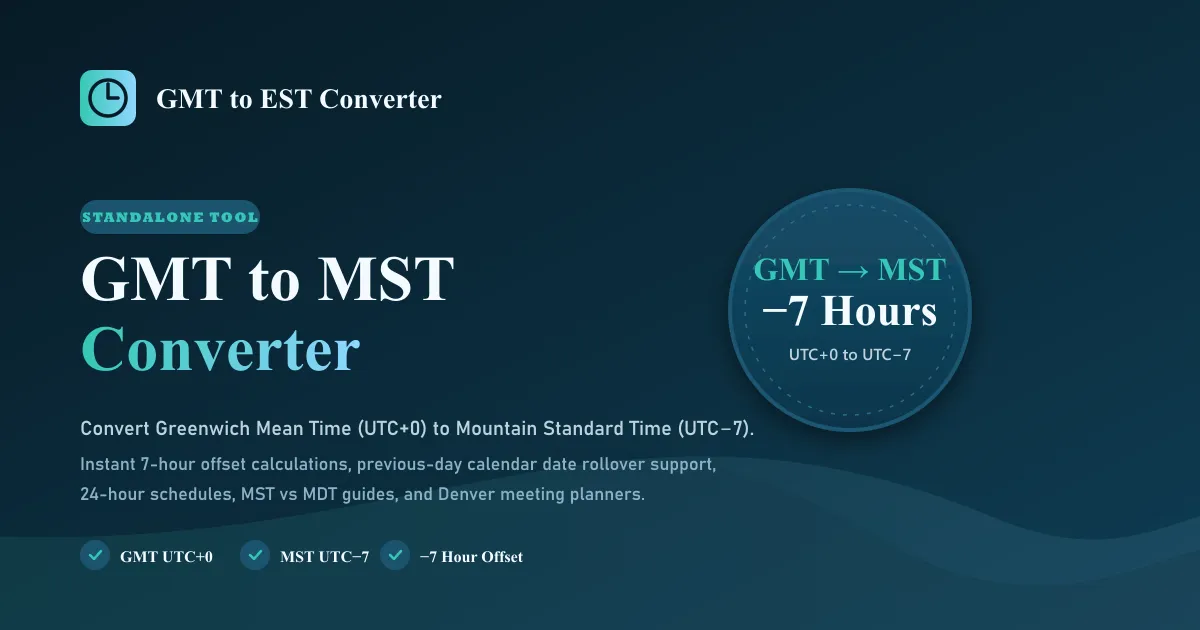 GMT to EST Converter
STANDALONE TOOL
GMT to MST
Converter
GMT → MST
−7 Hours
UTC+0 to UTC−7
Convert Greenwich Mean Time (UTC+0) to Mountain Standard Time (UTC−7).
Instant 7-hour offset calculations, previous-day calendar date rollover support,
24-hour schedules, MST vs MDT guides, and Denver meeting planners.
GMT UTC+0
MST UTC−7
−7 Hour Offset